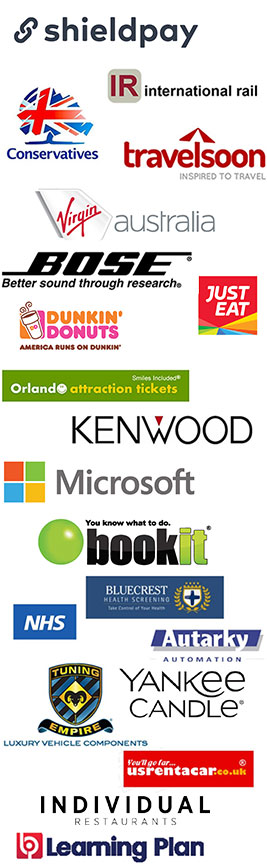 shieldpay
IR international rail
Conservatives
travelsoon
INSPIRED TO TRAVEL
Virgin australia
BOSE®
Better sound through research®
JUST
EAT
DUNKIN'
DONUTS
AMERICA RUNS ON DUNKIN'
Smiles Included®
Orlando attraction tickets
KENWOOD
Microsoft
You know what to do.
bookit®
BLUECREST
HEALTH SCREENING
Take Control of Your Health
NHS
Autarky
AUTOMATION
TUNING
EMPIRE
LUXURY VEHICLE COMPONENTS
YANKEE
CANDLE®
You'll go far...
usrentacar.co.uk®
INDIVIDUAL
RESTAURANTS
Learning Plan